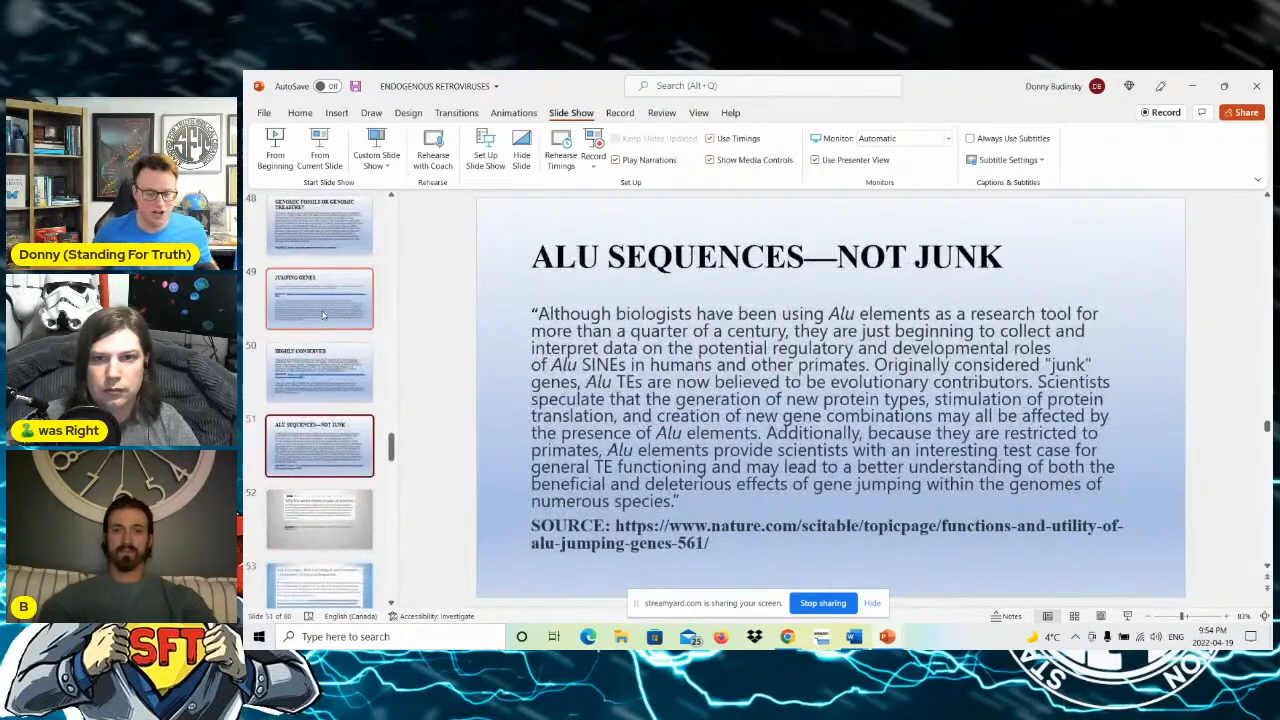 AutoSave Off ENDOGENOUS RETROVIRUSES
Search (Alt+Q)
Donny Budinsky DB
File Home Insert Draw Design Transitions Animations Slide Show Record Review View Help
Record
Share
From Beginning
From Current Slide
Custom Slide Show
Rehearse with Coach
Set Up Slide Show
Hide Slide
Rehearse Timings
Record
Keep Slides Updated
Use Timings
Play Narrations
Show Media Controls
Monitor: Automatic
Use Presenter View
Always Use Subtitles
Subtitle Settings
Start Slide Show
Rehearse
Set Up
Monitors
Captions & Subtitles
48
GENOMIC FOSSILS OR GENOMIC
TREASURE?
49
JUMPING GENES
50
HIGHLY CONSERVED
51
ALU SEQUENCES—NOT JUNK
52
53
ALU SEQUENCES—NOT JUNK
“Although biologists have been using Alu elements as a research tool for
more than a quarter of a century, they are just beginning to collect and
interpret data on the potential regulatory and developmental roles
of Alu SINEs in humans and other primates. Originally considered "junk"
genes, Alu TEs are now believed to be evolutionary contributors. Scientists
speculate that the generation of new protein types, stimulation of protein
translation, and creation of new gene combinations may all be affected by
the presence of Alu elements. Additionally, because they are restricted to
primates, Alu elements provide scientists with an interesting test case for
general TE functioning and may lead to a better understanding of both the
beneficial and deleterious effects of gene jumping within the genomes of
numerous species.”
SOURCE: https://www.nature.com/scitable/topicpage/functions-and-utility-of-
alu-jumping-genes-561/
streamyard.com is sharing your screen.
Stop sharing
Hide
Slide 51 of 80
English (Canada)
Accessibility: Investigate
Notes
83%
Type here to search
25
4°C
ENG
9:54 PM
2022-04-19
Donny (Standing For Truth)
was Right
B
SFT